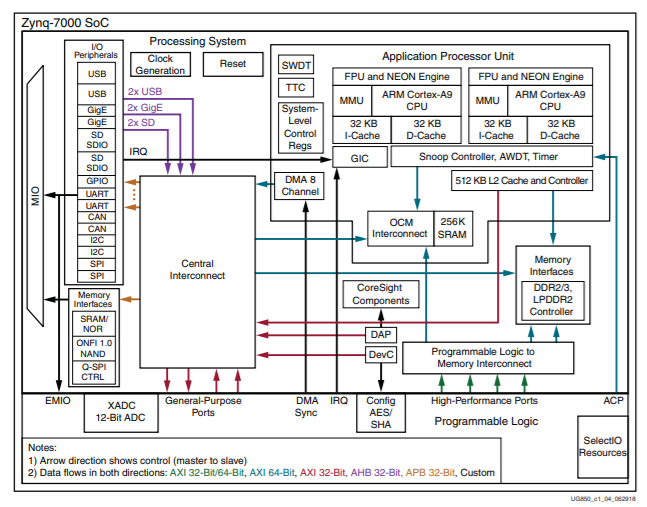 Zynq-7000 SoC
I/O
Peripherals
USB
USB
GigE
GigE
SD
SDIO
SD
SDIO
GPIO
UART
UART
CAN
CAN
I2C
I2C
SPI
SPI
MIO
Memory
Interfaces
SRAM/
NOR
ONFI 1.0
NAND
Q-SPI
CTRL
Processing System
Clock
Generation
Reset
2x USB
2x GigE
2x SD
IRQ
Central
Interconnect
SWDT
TTC
System-
Level
Control
Regs
DMA 8
Channel
Application Processor Unit
FPU and NEON Engine
MMU
ARM Cortex-A9
CPU
32 KB
I-Cache
32 KB
D-Cache
FPU and NEON Engine
MMU
ARM Cortex-A9
CPU
32 KB
I-Cache
32 KB
D-Cache
GIC
Snoop Controller, AWDT, Timer
512 KB L2 Cache and Controller
OCM
Interconnect
256K
SRAM
Memory
Interfaces
DDR2/3,
LPDDR2
Controller
CoreSight
Components
DAP
DevC
Programmable Logic to
Memory Interconnect
EMIO
XADC
12-Bit ADC
General-Purpose
Ports
DMA
Sync
IRQ
Config
AES/
SHA
High-Performance Ports
ACP
Programmable Logic
SelectIO
Resources
Notes:
1) Arrow direction shows control (master to slave)
2) Data flows in both directions: AXI 32-Bit/64-Bit, AXI 64-Bit, AXI 32-Bit, AHB 32-Bit, APB 32-Bit, Custom
UG850_c1_04_062918